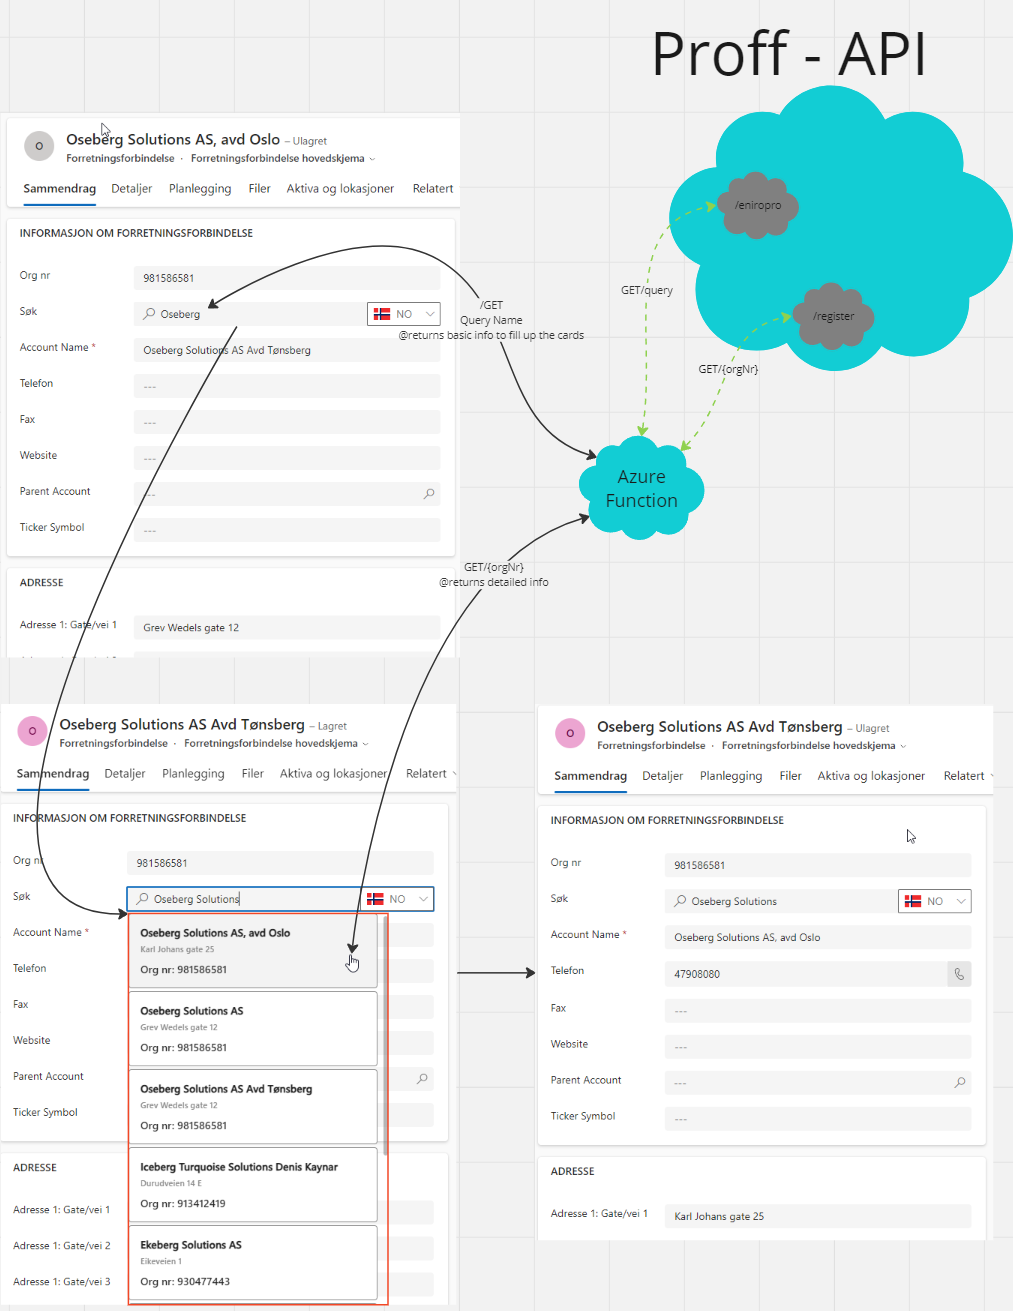 Proff - API
/eniropro
/register
GET/query
GET/{orgNr}
Azure
Function
/GET
Query Name
@returns basic info to fill up the cards
GET/{orgNr}
@returns detailed info
O
Oseberg Solutions AS, avd Oslo – Ulagret
Forretningsforbindelse · Forretningsforbindelse hovedskjema
Sammendrag Detaljer Planlegging Filer Aktiva og lokasjoner Relatert
INFORMASJON OM FORRETNINGSFORBINDELSE
Org nr 981586581
Søk Oseberg NO
Account Name * Oseberg Solutions AS Avd Tønsberg
Telefon ---
Fax ---
Website ---
Parent Account ---
Ticker Symbol ---
ADRESSE
Adresse 1: Gate/vei 1 Grev Wedels gate 12
O
Oseberg Solutions AS Avd Tønsberg – Lagret
Forretningsforbindelse · Forretningsforbindelse hovedskjema
Sammendrag Detaljer Planlegging Filer Aktiva og lokasjoner Relatert
INFORMASJON OM FORRETNINGSFORBINDELSE
Org nr 981586581
Søk Oseberg Solutions NO
Account Name *
Telefon
Fax
Website
Parent Account
Ticker Symbol
ADRESSE
Adresse 1: Gate/vei 1
Adresse 1: Gate/vei 2
Adresse 1: Gate/vei 3
Oseberg Solutions AS, avd Oslo
Karl Johans gate 25
Org nr: 981586581
Oseberg Solutions AS
Grev Wedels gate 12
Org nr: 981586581
Oseberg Solutions AS Avd Tønsberg
Grev Wedels gate 12
Org nr: 981586581
Iceberg Turquoise Solutions Denis Kaynar
Durudveien 14 E
Org nr: 913412419
Ekeberg Solutions AS
Eikeveien 1
Org nr: 930477443
O
Oseberg Solutions AS Avd Tønsberg – Ulagret
Forretningsforbindelse · Forretningsforbindelse hovedskjema
Sammendrag Detaljer Planlegging Filer Aktiva og lokasjoner Relatert
INFORMASJON OM FORRETNINGSFORBINDELSE
Org nr 981586581
Søk Oseberg Solutions NO
Account Name * Oseberg Solutions AS, avd Oslo
Telefon 47908080
Fax ---
Website ---
Parent Account ---
Ticker Symbol ---
ADRESSE
Adresse 1: Gate/vei 1 Karl Johans gate 25